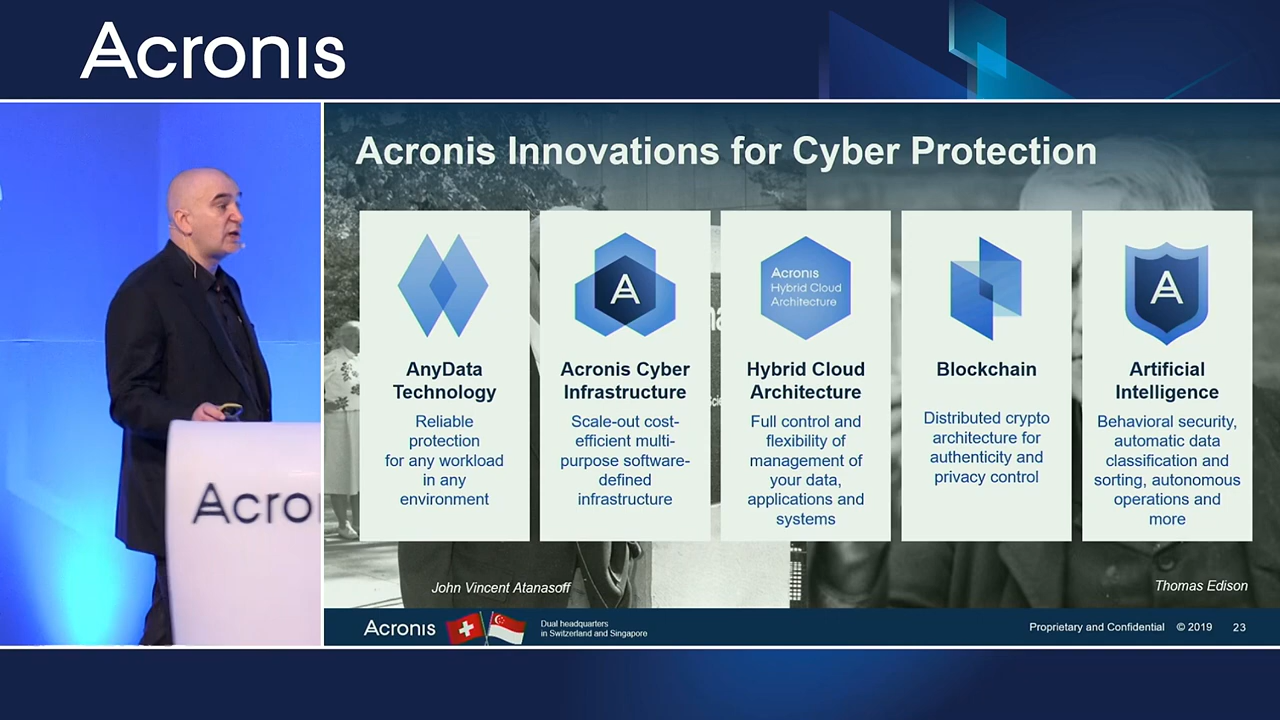 Acronis
Acro
Acronis Innovations for Cyber Protection
AnyData
Technology
Reliable
protection
for any workload
in any
environment
Acronis Cyber
Infrastructure
Scale-out cost-
efficient multi-
purpose software-
defined
infrastructure
Acronis
Hybrid Cloud
Architecture
Hybrid Cloud
Architecture
Full control and
flexibility of
management of
your data,
applications and
systems
Blockchain
Distributed crypto
architecture for
authenticity and
privacy control
A
Artificial
Intelligence
Behavioral security,
automatic data
classification and
sorting, autonomous
operations and
more
John Vincent Atanasoff
Thomas Edison
Acronis
Dual headquarters
in Switzerland and Singapore
Proprietary and Confidential © 2019 23